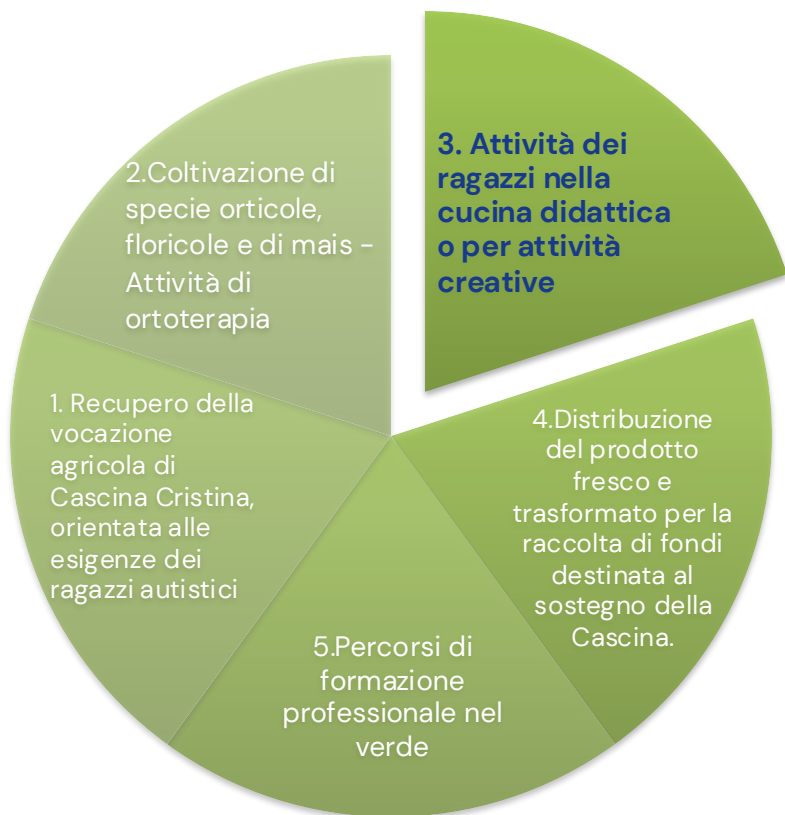 1. Recupero della
vocazione
agricola di
Cascina Cristina,
orientata alle
esigenze dei
ragazzi autistici
2.Coltivazione di
specie orticole,
floricole e di mais –
Attività di
ortoterapia
3. Attività dei
ragazzi nella
cucina didattica
o per attività
creative
4.Distribuzione
del prodotto
fresco e
trasformato per la
raccolta di fondi
destinata al
sostegno della
Cascina.
5.Percorsi di
formazione
professionale nel
verde